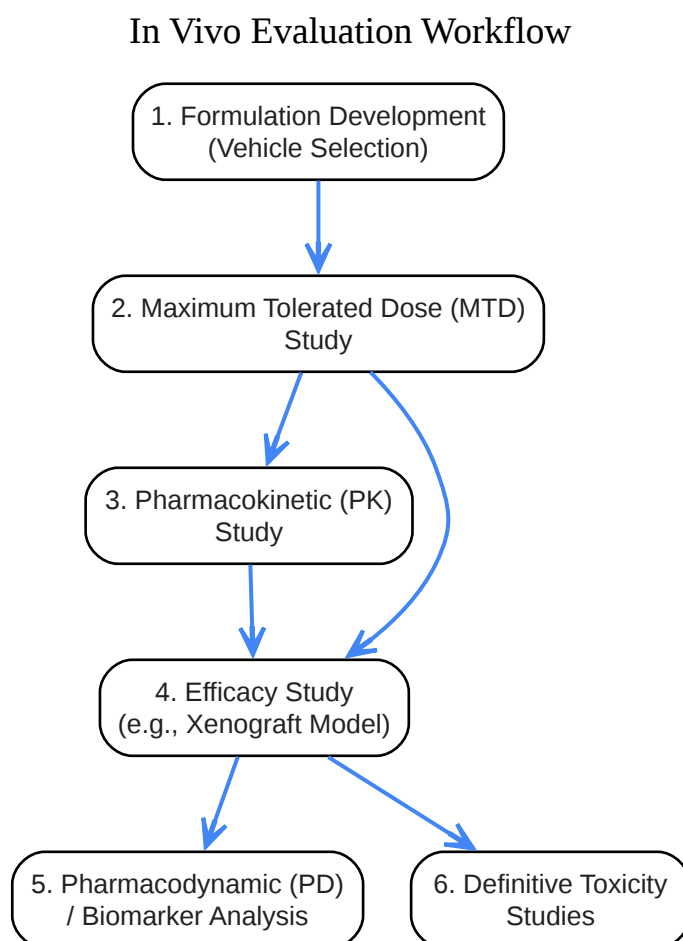 In Vivo Evaluation Workflow
1. Formulation Development
(Vehicle Selection)
2. Maximum Tolerated Dose (MTD)
Study
3. Pharmacokinetic (PK)
Study
4. Efficacy Study
(e.g., Xenograft Model)
5. Pharmacodynamic (PD)
/ Biomarker Analysis
6. Definitive Toxicity
Studies